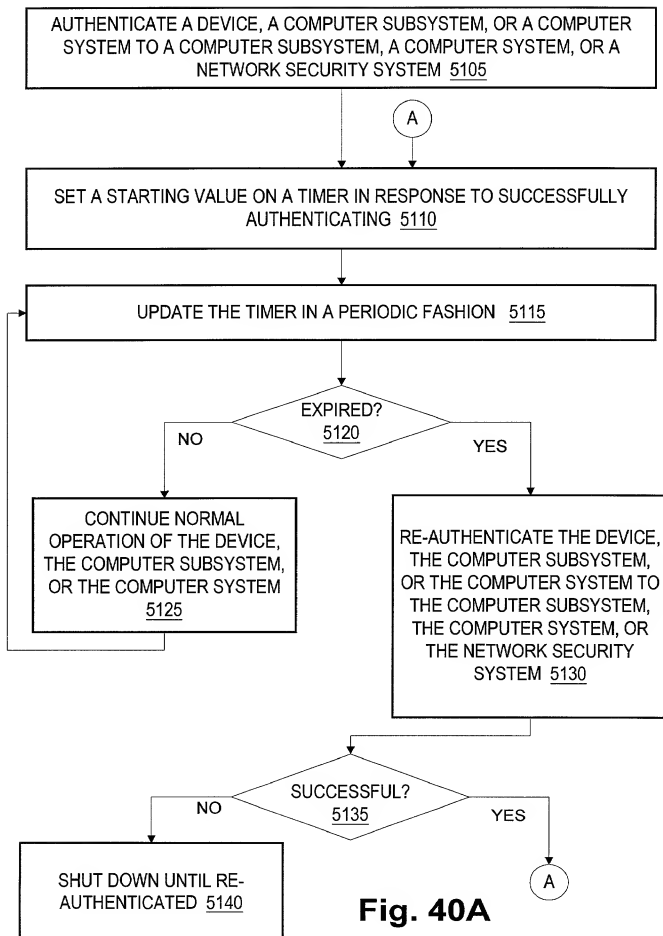 AUTHENTICATE A DEVICE, A COMPUTER SUBSYSTEM, OR A COMPUTER
SYSTEM TO A COMPUTER SUBSYSTEM, A COMPUTER SYSTEM, OR A
NETWORK SECURITY SYSTEM 5105
A
SET A STARTING VALUE ON A TIMER IN RESPONSE TO SUCCESSFULLY
AUTHENTICATING 5110
UPDATE THE TIMER IN A PERIODIC FASHION 5115
EXPIRED?
5120
NO
YES
CONTINUE NORMAL
OPERATION OF THE DEVICE,
THE COMPUTER SUBSYSTEM,
OR THE COMPUTER SYSTEM
5125
RE-AUTHENTICATE THE DEVICE,
THE COMPUTER SUBSYSTEM,
OR THE COMPUTER SYSTEM TO
THE COMPUTER SUBSYSTEM,
THE COMPUTER SYSTEM, OR
THE NETWORK SECURITY
SYSTEM 5130
SUCCESSFUL?
5135
NO
YES
SHUT DOWN UNTIL RE-
AUTHENTICATED 5140
A
Fig. 40A